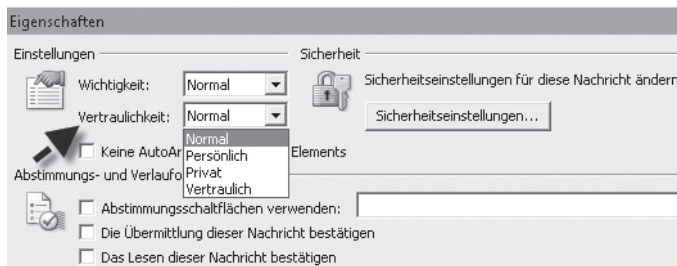 Eigenschaften
Einstellungen
Sicherheit
Wichtigkeit: Normal
Sicherheitseinstellungen für diese Nachricht ändern
Vertraulichkeit: Normal
Sicherheitseinstellungen...
Normal
Persönlich
Privat
Vertraulich
Keine AutoAr Elements
Abstimmungs- und Verlaufo
Abstimmungsschaltflächen verwenden:
Die Übermittlung dieser Nachricht bestätigen
Das Lesen dieser Nachricht bestätigen